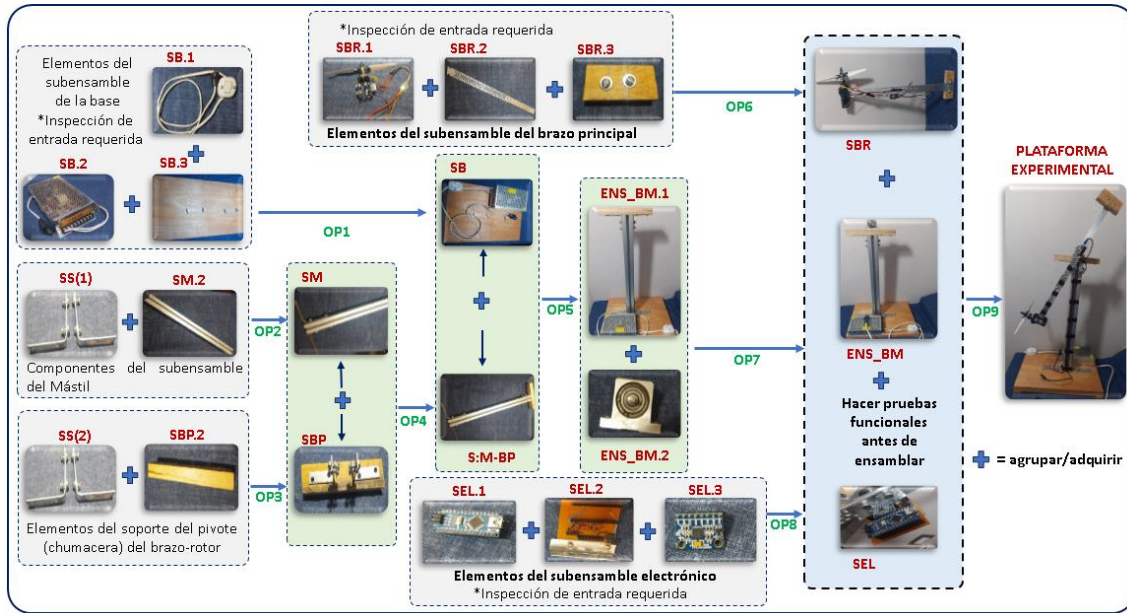 Elementos del
subensamble
de la base
*Inspección de
entrada requerida
SB.1
SB.2
SB.3
OP1
*Inspección de entrada requerida
SBR.1
SBR.2
SBR.3
Elementos del subensamble del brazo principal
OP6
SS(1)
SM.2
Componentes del subensamble
del Mástil
OP2
SS(2)
SBP.2
Elementos del soporte del pivote
(chumacera) del brazo-rotor
OP3
SM
SBP
OP4
SB
S:M-BP
OP5
ENS_BM.1
ENS_BM.2
OP7
SEL.1
SEL.2
SEL.3
Elementos del subensamble electrónico
*Inspección de entrada requerida
OP8
SBR
ENS_BM
Hacer pruebas
funcionales
antes de
ensamblar
SEL
OP9
PLATAFORMA
EXPERIMENTAL
= agrupar/adquirir